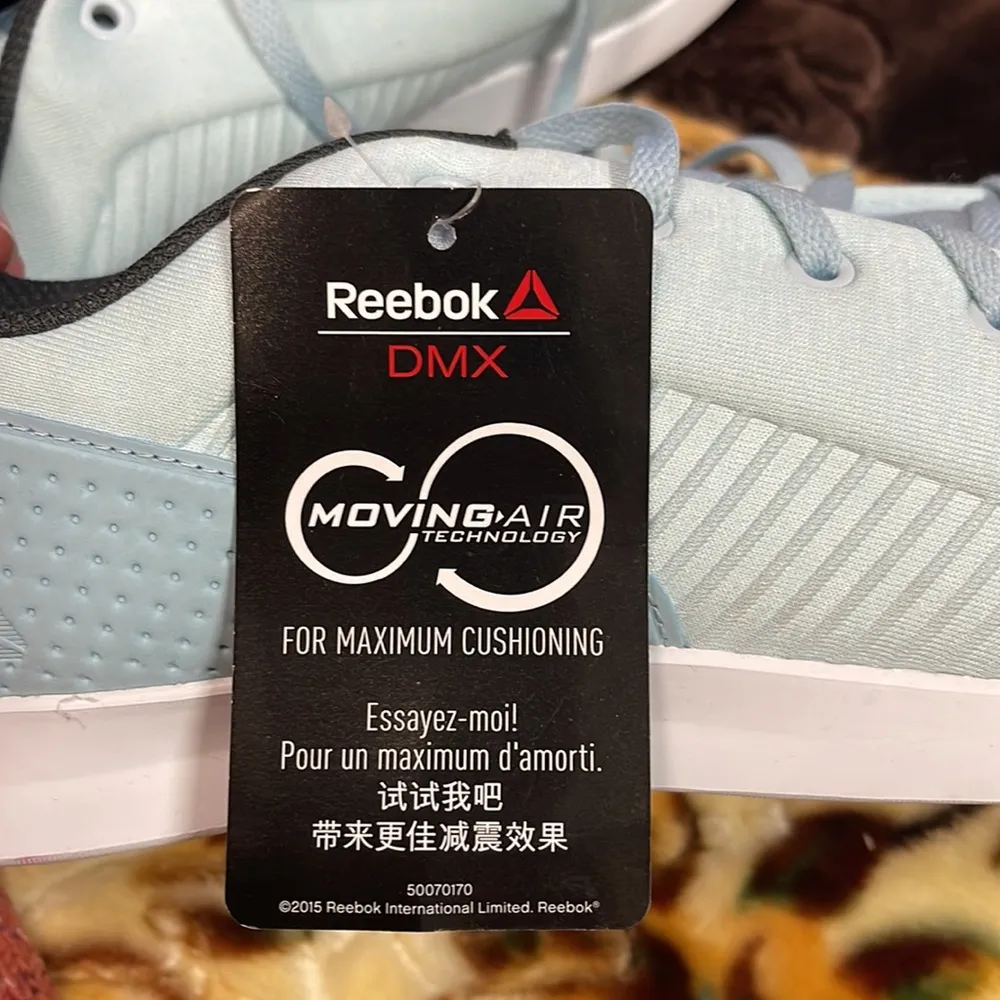 Reebok
DMX
MOVING AIR
TECHNOLOGY
FOR MAXIMUM CUSHIONING
Essayez-moi!
Pour un maximum d'amorti.
试试我吧
带来更佳减震效果
50070170
©2015 Reebok International Limited. Reebok®